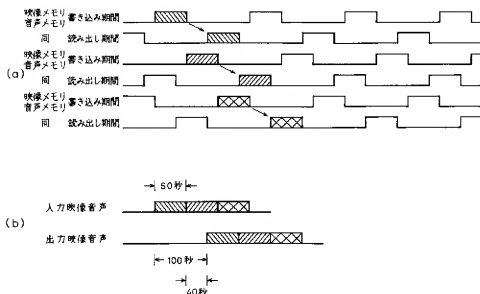 映像メモリ
音声メモリ 書き込み期間
同 読み出し期間
映像メモリ
音声メモリ 書き込み期間
(a) 同 読み出し期間
映像メモリ
音声メモリ 書き込み期間
同 読み出し期間
60秒
入力映像音声
(b)
出力映像音声
100秒
40秒